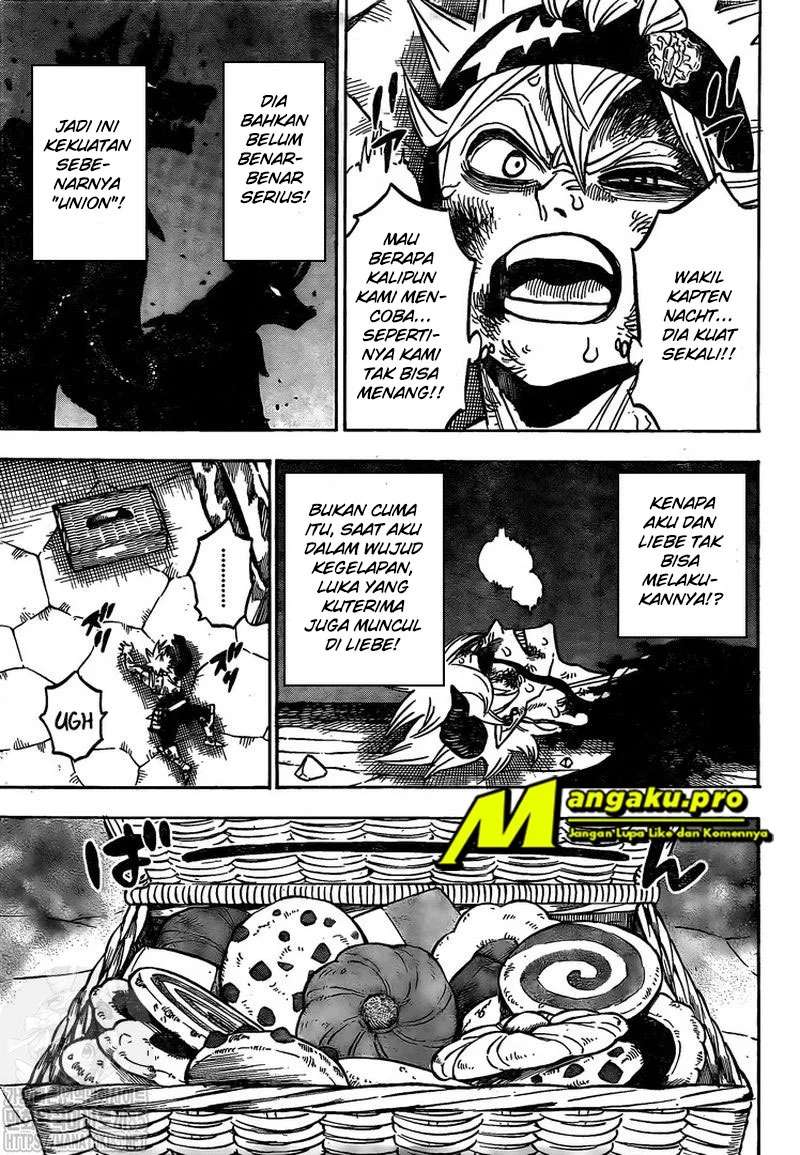 WAKIL
KAPTEN
NACHT...
DIA KUAT
SEKALI!!
MAU
BERAPA
KALIPUN
KAMI MEN-
COBA...
SEPERTI-
NYA KAMI
TAK BISA
MENANG!!
DIA
BAHKAN
BELUM
BENAR-
BENAR
SERIUS!
JADI INI
KEKUATAN
SEBE-
NARNYA
"UNION"!
KENAPA
AKU DAN
LIEBE TAK
BISA
MELAKU-
KANNYA!?
BUKAN CUMA
ITU, SAAT AKU
DALAM WUJUD
KEGELAPAN,
LUKA YANG
KUTERIMA
JUGA MUNCUL
DI LIEBE!
..........
UGH
Mangaku.pro
Jangan Lupa Like dan Komennya
ばん